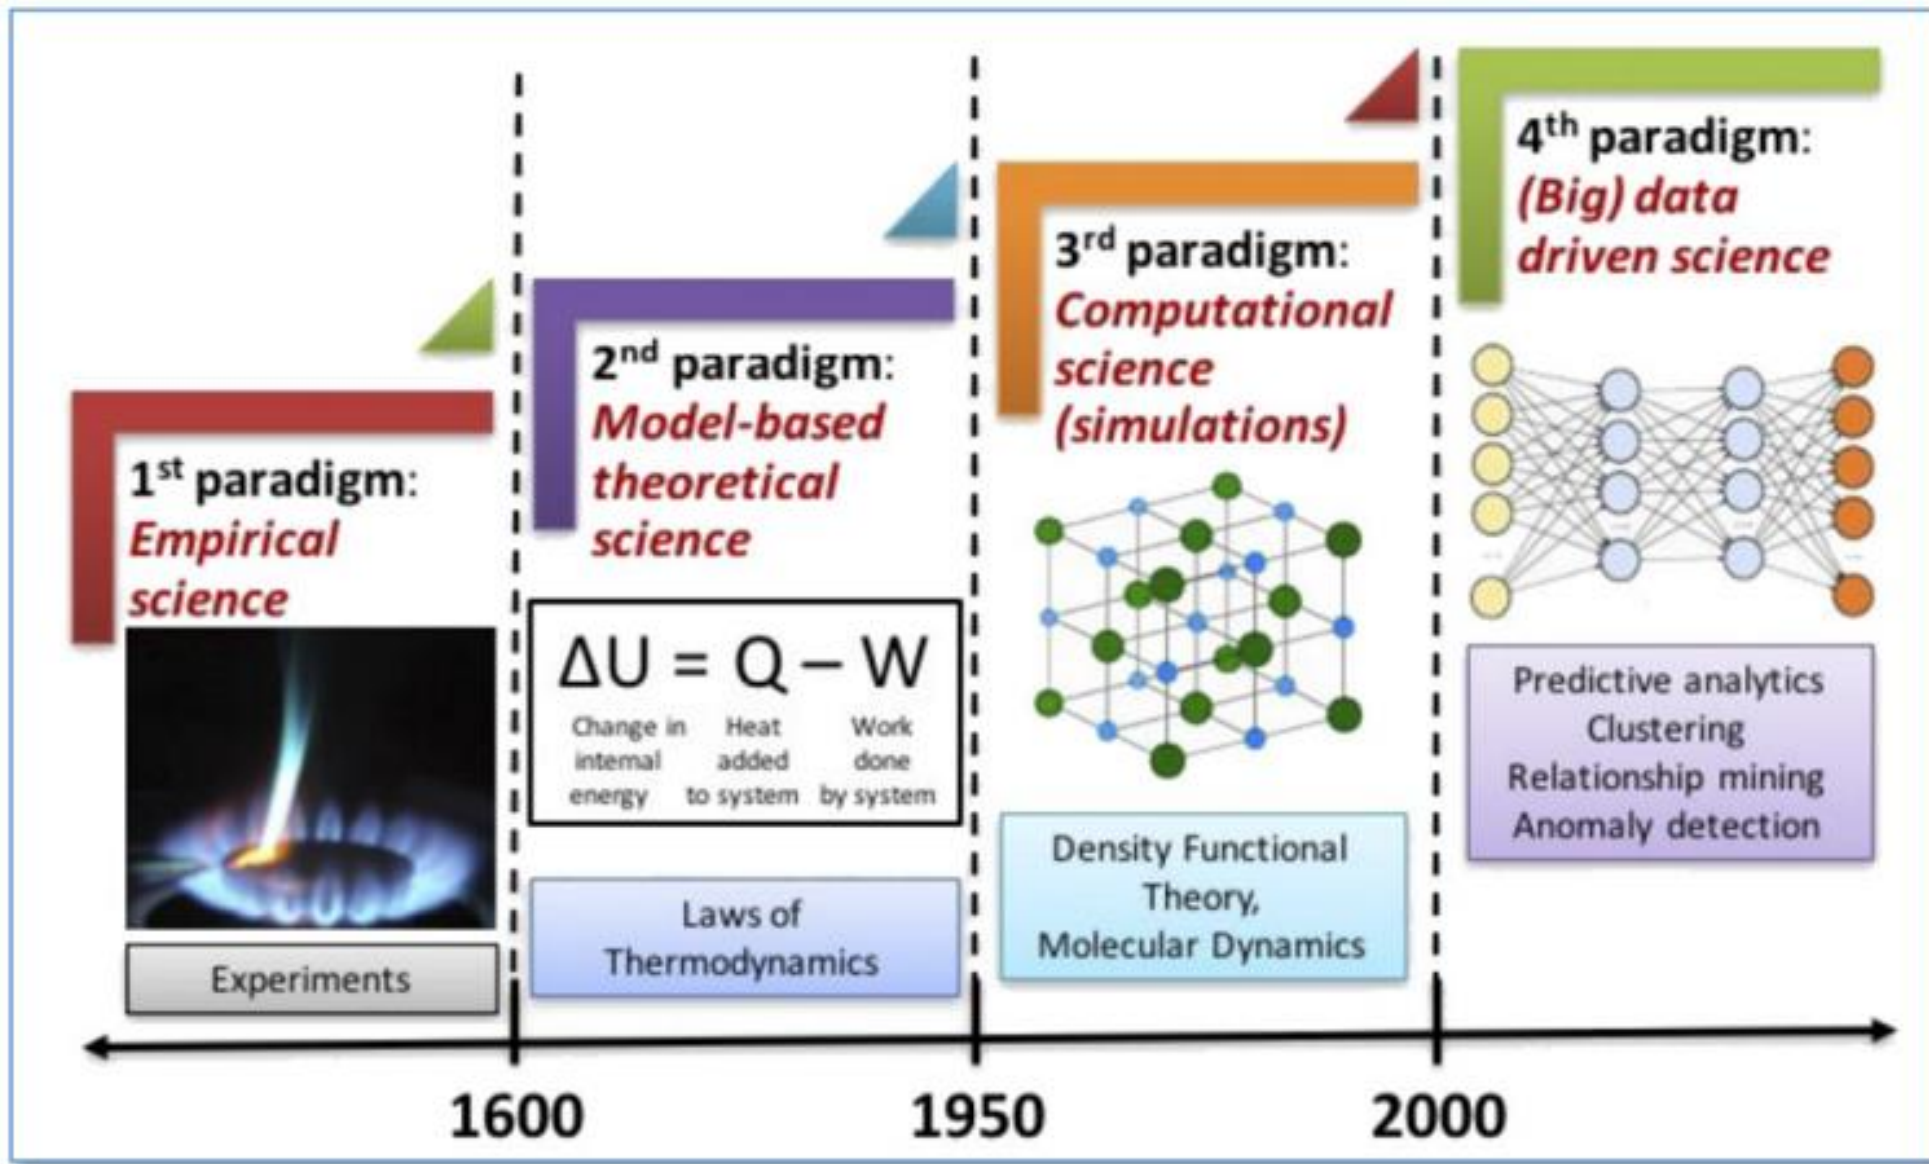 1st paradigm:
Empirical
science
Experiments
2nd paradigm:
Model-based
theoretical
science
ΔU = Q – W
Change in internal energy
Heat added to system
Work done by system
Laws of
Thermodynamics
3rd paradigm:
Computational
science
(simulations)
Density Functional
Theory,
Molecular Dynamics
4th paradigm:
(Big) data
driven science
Predictive analytics
Clustering
Relationship mining
Anomaly detection
1600
1950
2000